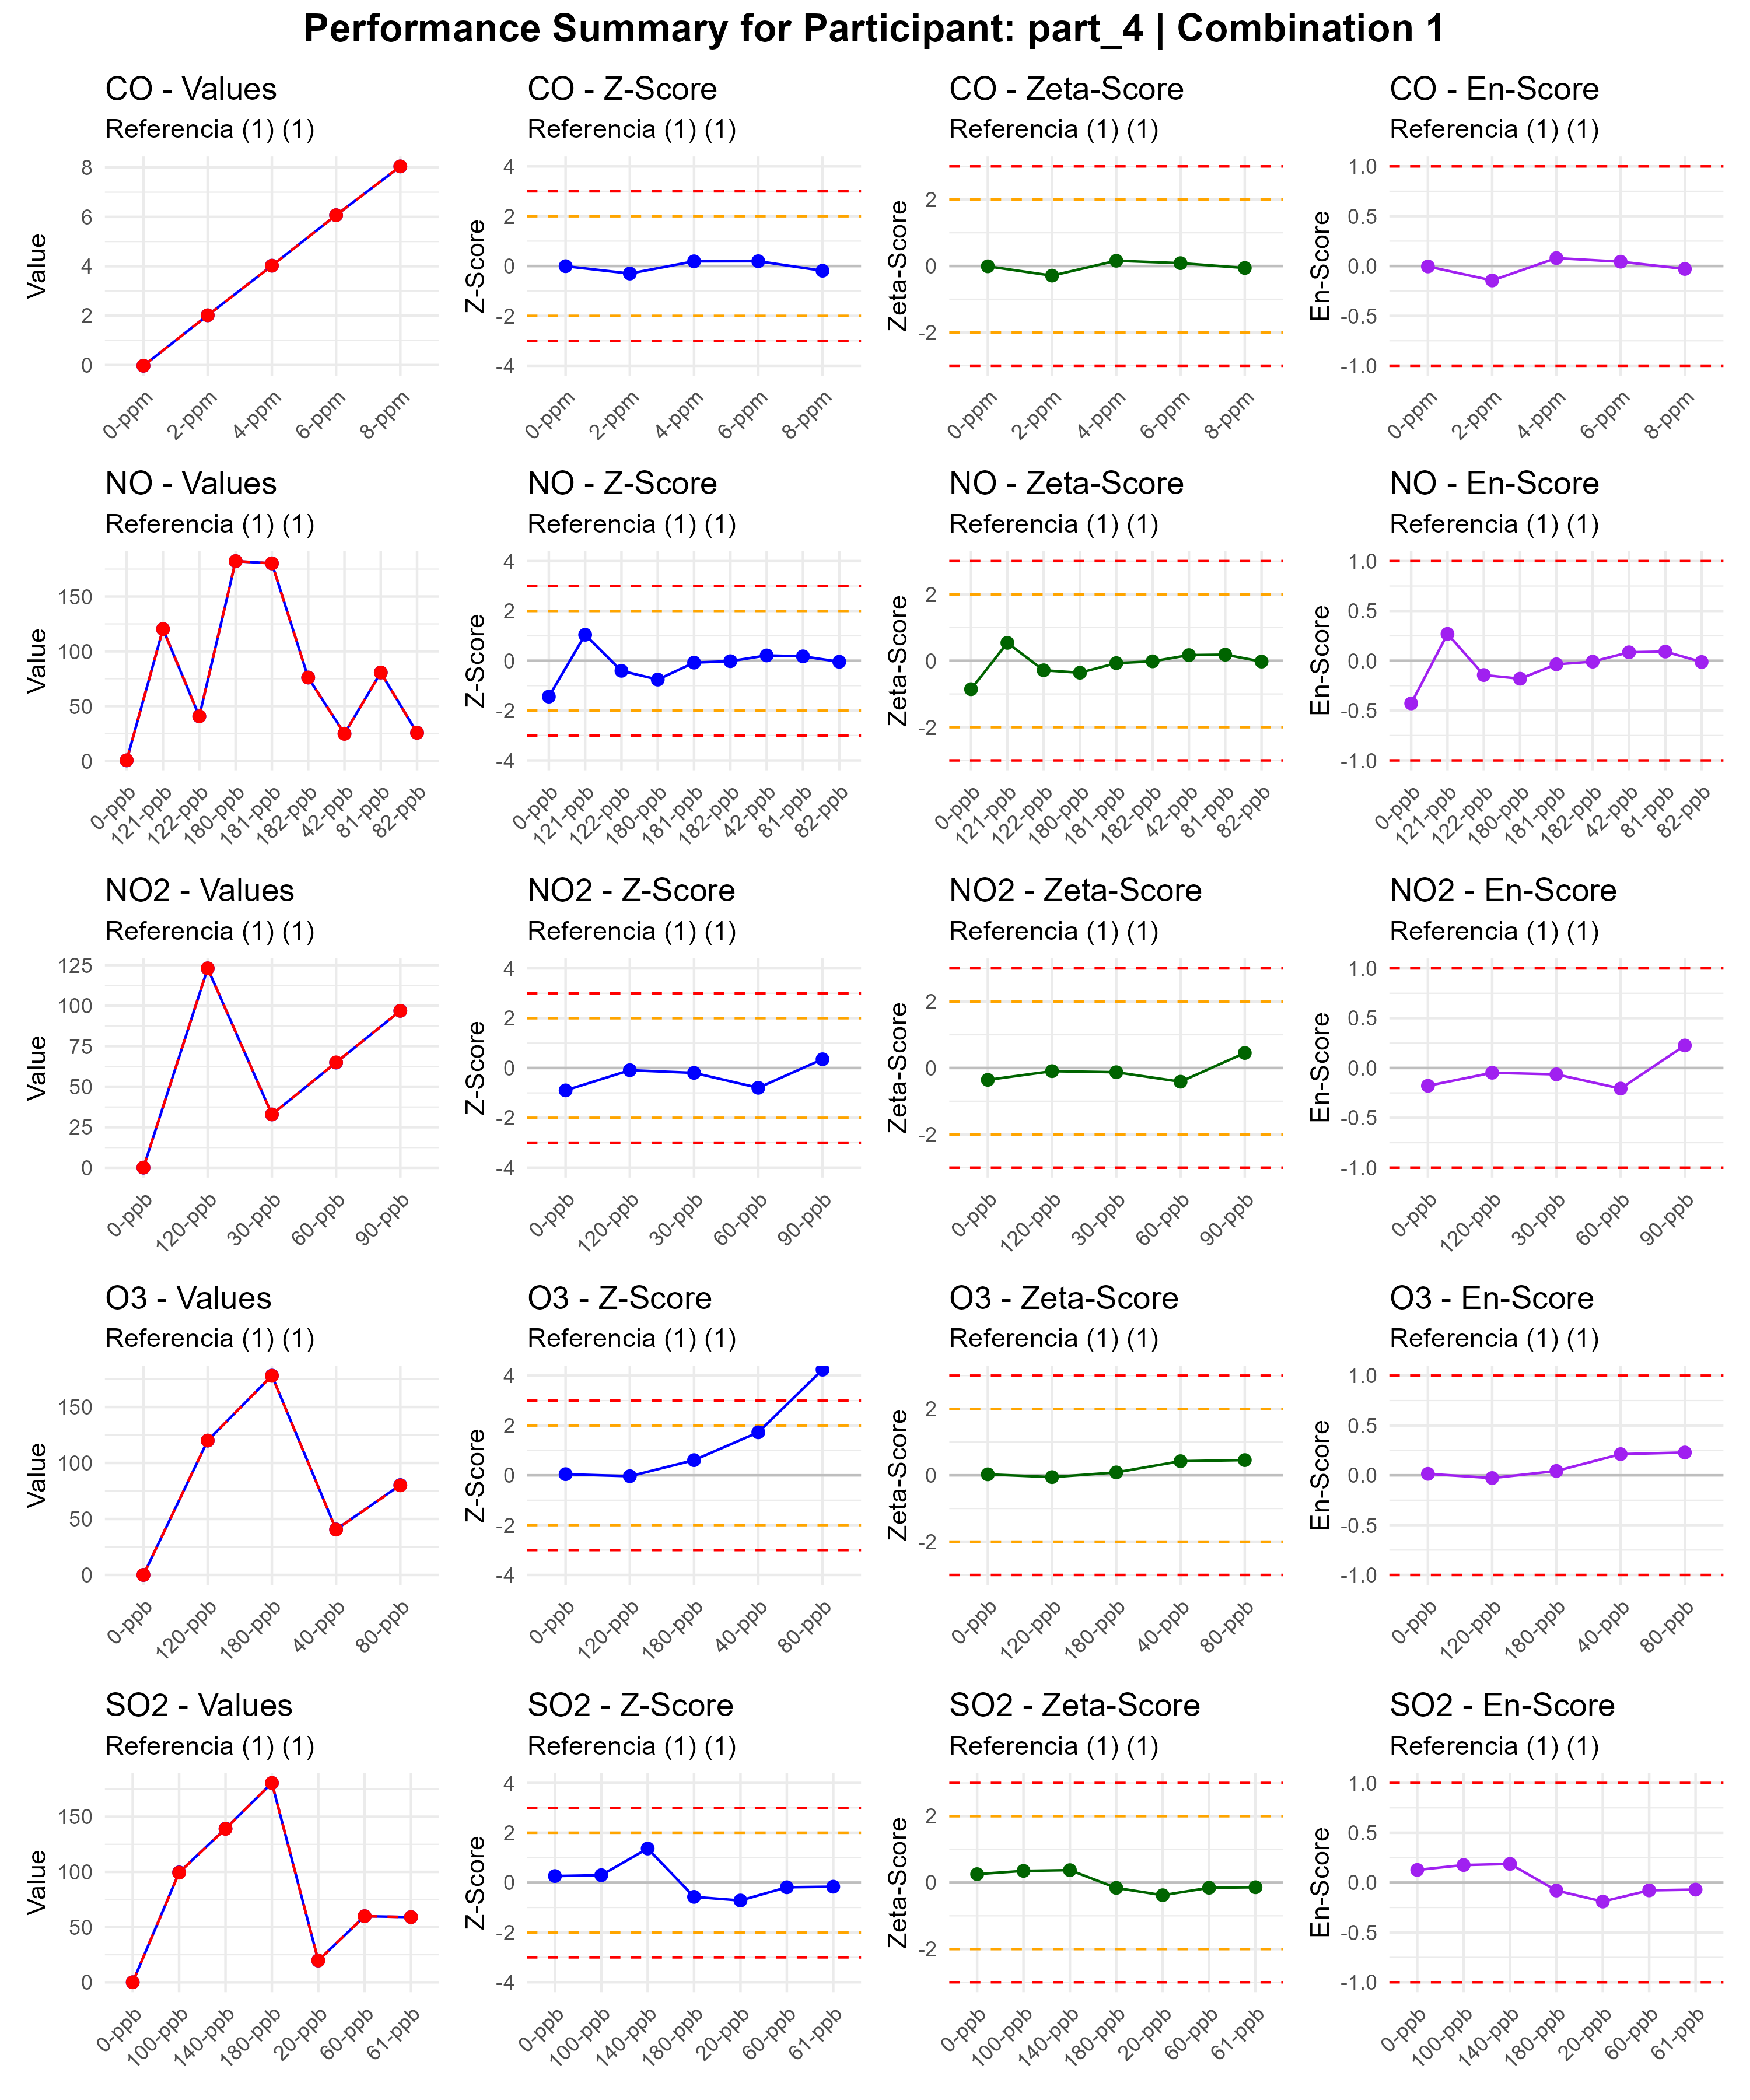 Performance Summary for Participant: part_4 | Combination 1
CO - Values
Referencia (1) (1)
Value
8
6
4
2
0
0-ppm
2-ppm
4-ppm
6-ppm
8-ppm
CO - Z-Score
Referencia (1) (1)
Z-Score
4
2
0
-2
-4
0-ppm
2-ppm
4-ppm
6-ppm
8-ppm
CO - Zeta-Score
Referencia (1) (1)
Zeta-Score
2
0
-2
0-ppm
2-ppm
4-ppm
6-ppm
8-ppm
CO - En-Score
Referencia (1) (1)
En-Score
1.0
0.5
0.0
-0.5
-1.0
0-ppm
2-ppm
4-ppm
6-ppm
8-ppm
NO - Values
Referencia (1) (1)
Value
150
100
50
0
0-ppb
121-ppb
122-ppb
180-ppb
181-ppb
182-ppb
42-ppb
81-ppb
82-ppb
NO - Z-Score
Referencia (1) (1)
Z-Score
4
2
0
-2
-4
0-ppb
121-ppb
122-ppb
180-ppb
181-ppb
182-ppb
42-ppb
81-ppb
82-ppb
NO - Zeta-Score
Referencia (1) (1)
Zeta-Score
2
0
-2
0-ppb
121-ppb
122-ppb
180-ppb
181-ppb
182-ppb
42-ppb
81-ppb
82-ppb
NO - En-Score
Referencia (1) (1)
En-Score
1.0
0.5
0.0
-0.5
-1.0
0-ppb
121-ppb
122-ppb
180-ppb
181-ppb
182-ppb
42-ppb
81-ppb
82-ppb
NO2 - Values
Referencia (1) (1)
Value
125
100
75
50
25
0
0-ppb
120-ppb
30-ppb
60-ppb
90-ppb
NO2 - Z-Score
Referencia (1) (1)
Z-Score
4
2
0
-2
-4
0-ppb
120-ppb
30-ppb
60-ppb
90-ppb
NO2 - Zeta-Score
Referencia (1) (1)
Zeta-Score
2
0
-2
0-ppb
120-ppb
30-ppb
60-ppb
90-ppb
NO2 - En-Score
Referencia (1) (1)
En-Score
1.0
0.5
0.0
-0.5
-1.0
0-ppb
120-ppb
30-ppb
60-ppb
90-ppb
O3 - Values
Referencia (1) (1)
Value
150
100
50
0
0-ppb
120-ppb
180-ppb
40-ppb
80-ppb
O3 - Z-Score
Referencia (1) (1)
Z-Score
4
2
0
-2
-4
0-ppb
120-ppb
180-ppb
40-ppb
80-ppb
O3 - Zeta-Score
Referencia (1) (1)
Zeta-Score
2
0
-2
0-ppb
120-ppb
180-ppb
40-ppb
80-ppb
O3 - En-Score
Referencia (1) (1)
En-Score
1.0
0.5
0.0
-0.5
-1.0
0-ppb
120-ppb
180-ppb
40-ppb
80-ppb
SO2 - Values
Referencia (1) (1)
Value
150
100
50
0
0-ppb
100-ppb
140-ppb
180-ppb
20-ppb
60-ppb
61-ppb
SO2 - Z-Score
Referencia (1) (1)
Z-Score
4
2
0
-2
-4
0-ppb
100-ppb
140-ppb
180-ppb
20-ppb
60-ppb
61-ppb
SO2 - Zeta-Score
Referencia (1) (1)
Zeta-Score
2
0
-2
0-ppb
100-ppb
140-ppb
180-ppb
20-ppb
60-ppb
61-ppb
SO2 - En-Score
Referencia (1) (1)
En-Score
1.0
0.5
0.0
-0.5
-1.0
0-ppb
100-ppb
140-ppb
180-ppb
20-ppb
60-ppb
61-ppb